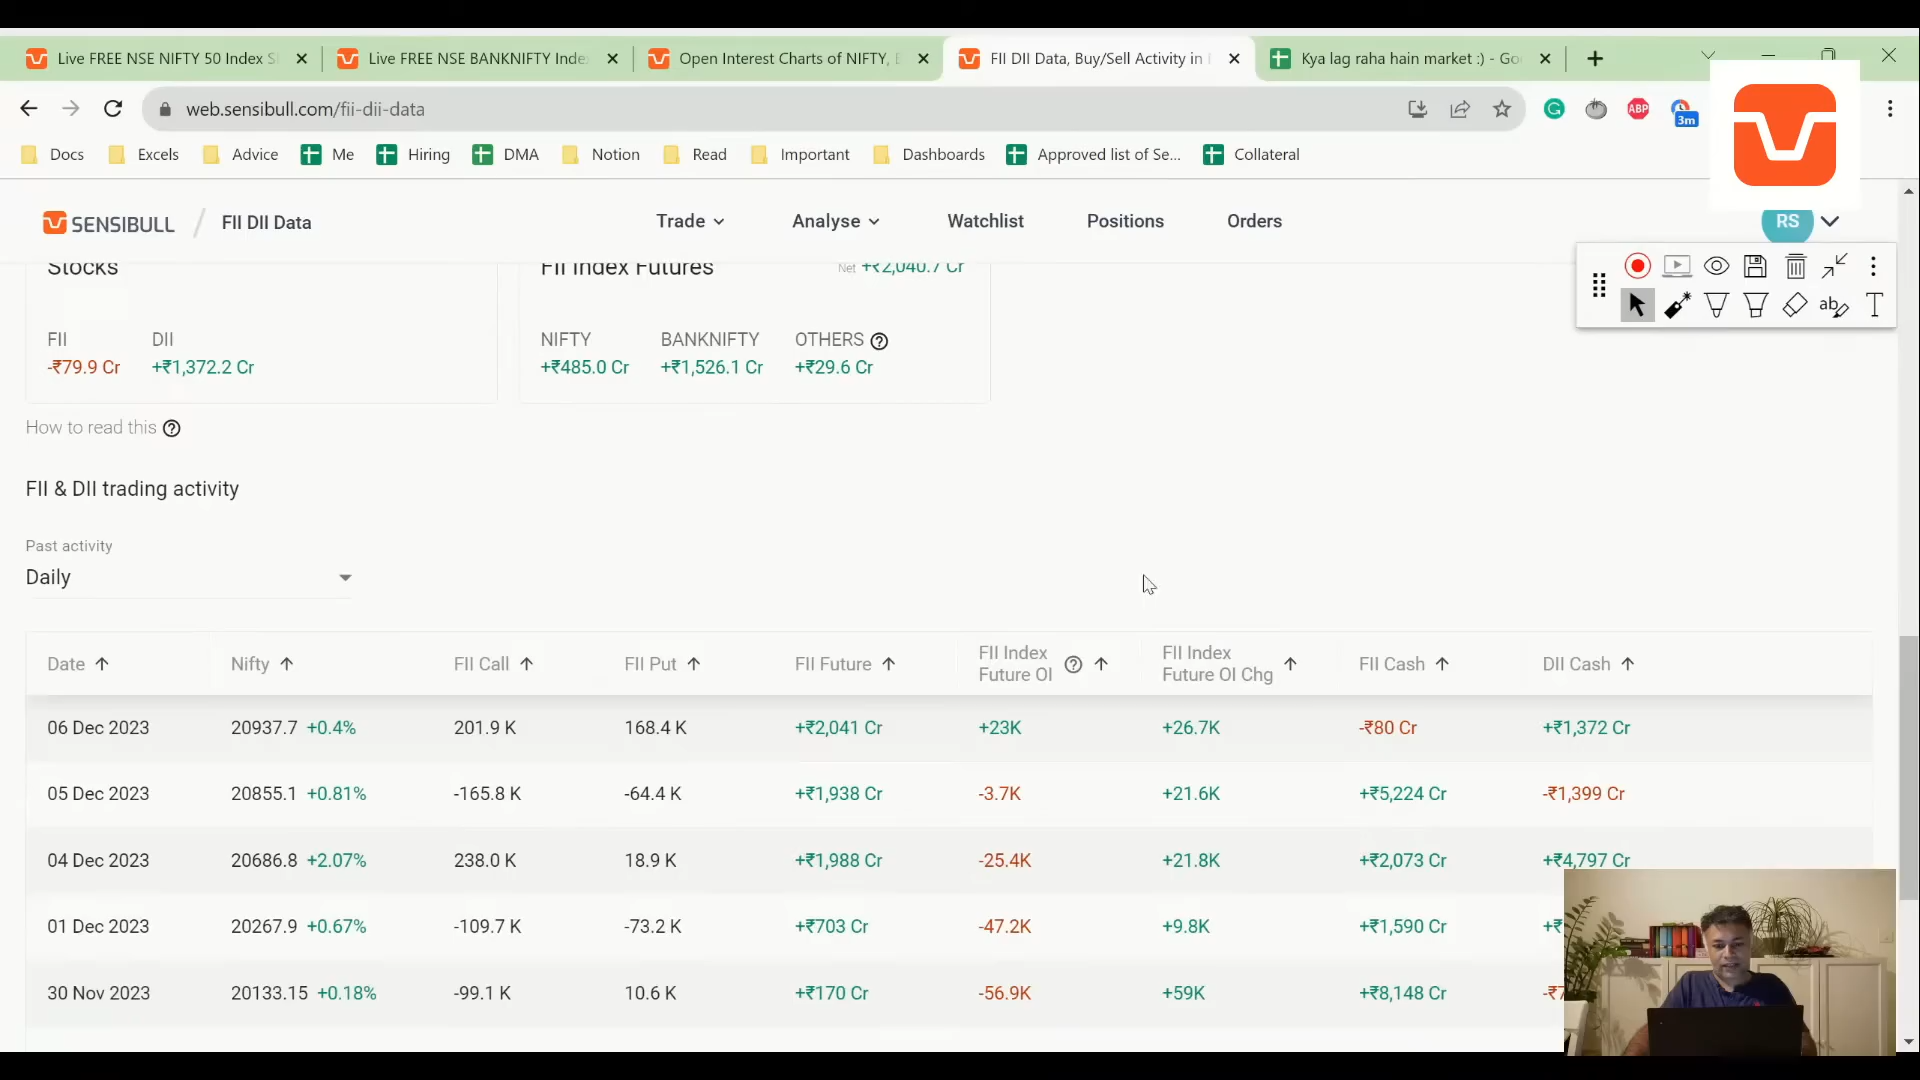 Live FREE NSE NIFTY 50 Index S
Live FREE NSE BANKNIFTY Inde
Open Interest Charts of NIFTY,
FII DII Data, Buy/Sell Activity in
Kya lag raha hain market :) - Go
web.sensibull.com/fii-dii-data
ABP
3m
Docs
Excels
Advice
Me
Hiring
DMA
Notion
Read
Important
Dashboards
Approved list of Se...
Collateral
SENSIBULL / FII DII Data
Trade
Analyse
Watchlist
Positions
Orders
RS
Stocks
FII Index Futures
Net +₹2,040.7 Cr
FII DII
-₹79.9 Cr +₹1,372.2 Cr
NIFTY BANKNIFTY OTHERS
+₹485.0 Cr +₹1,526.1 Cr +₹29.6 Cr
How to read this
FII & DII trading activity
Past activity
Daily
Date Nifty FII Call FII Put FII Future FII Index Future OI FII Index Future OI Chg FII Cash DII Cash
06 Dec 2023 20937.7 +0.4% 201.9 K 168.4 K +₹2,041 Cr +23K +26.7K -₹80 Cr +₹1,372 Cr
05 Dec 2023 20855.1 +0.81% -165.8 K -64.4 K +₹1,938 Cr -3.7K +21.6K +₹5,224 Cr -₹1,399 Cr
04 Dec 2023 20686.8 +2.07% 238.0 K 18.9 K +₹1,988 Cr -25.4K +21.8K +₹2,073 Cr +₹4,797 Cr
01 Dec 2023 20267.9 +0.67% -109.7 K -73.2 K +₹703 Cr -47.2K +9.8K +₹1,590 Cr +₹
30 Nov 2023 20133.15 +0.18% -99.1 K 10.6 K +₹170 Cr -56.9K +59K +₹8,148 Cr -₹7